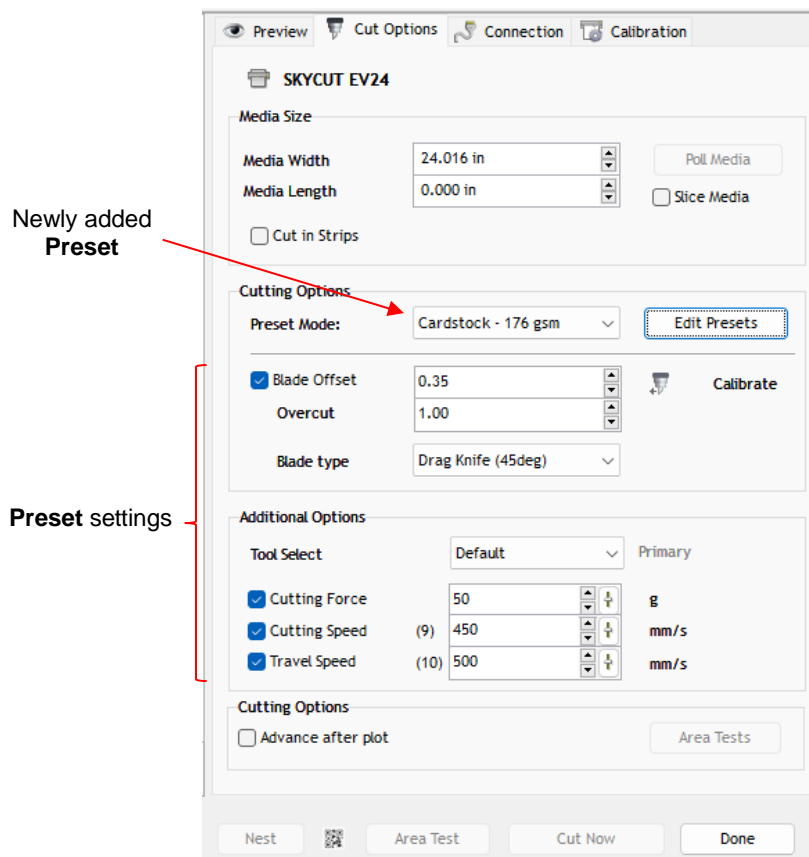 Preview Cut Options Connection Calibration
SKYCUT EV24
Media Size
Media Width 24.016 in Poll Media
Media Length 0.000 in Slice Media
Cut in Strips
Newly added
Preset
Cutting Options
Preset Mode: Cardstock - 176 gsm Edit Presets
Blade Offset 0.35 Calibrate
Overcut 1.00
Blade type Drag Knife (45deg)
Preset settings
Additional Options
Tool Select Default Primary
Cutting Force 50 g
Cutting Speed (9) 450 mm/s
Travel Speed (10) 500 mm/s
Cutting Options
Advance after plot Area Tests
Nest Area Test Cut Now Done